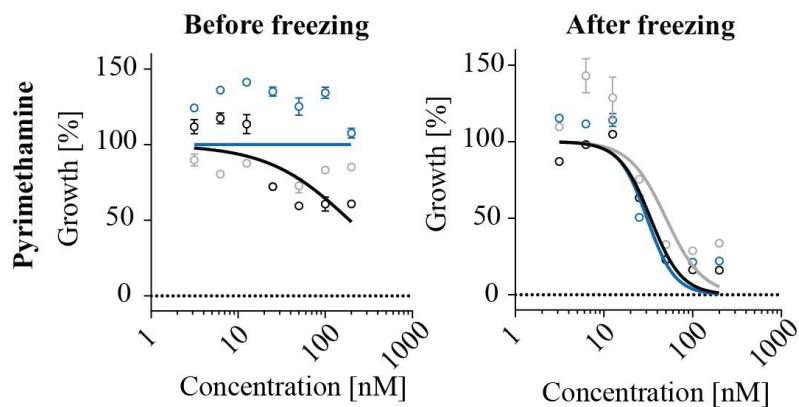 Before freezing
After freezing
Pyrimethamine
Growth [%]
150
100
50
0
1
10
100
1000
Concentration [nM]
Growth [%]
150
100
50
0
1
10
100
1000
Concentration [nM]